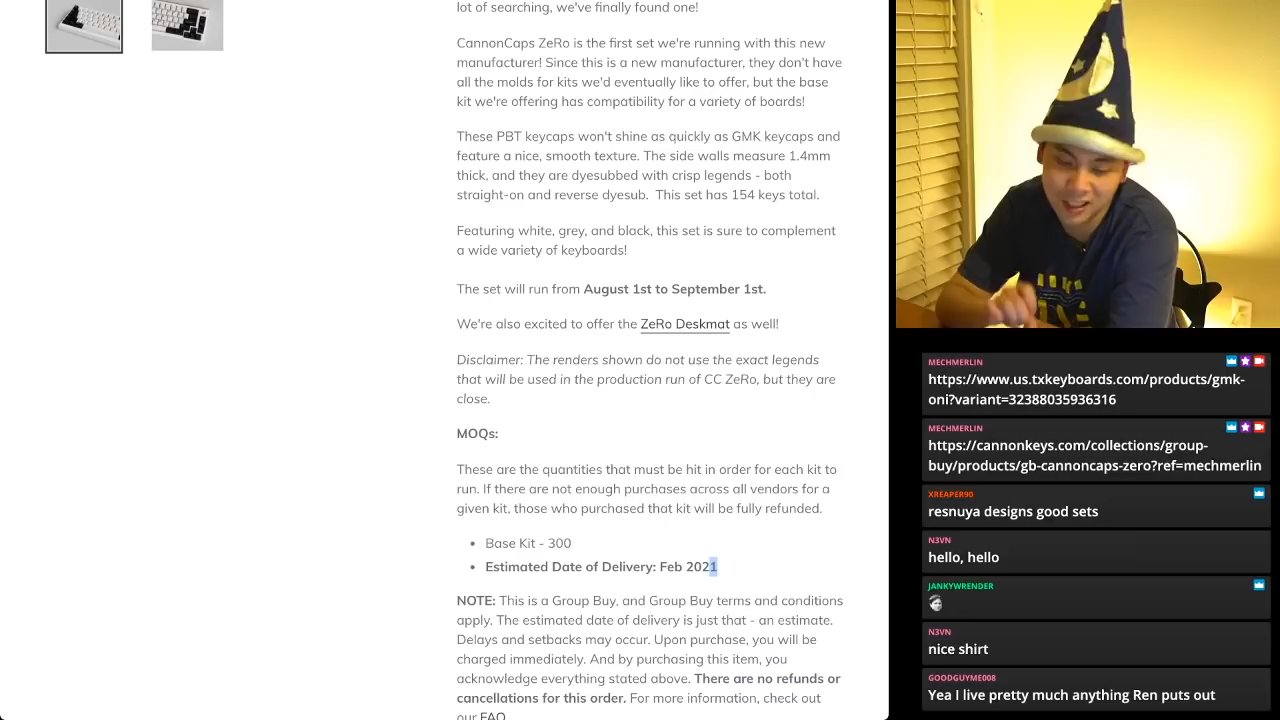 lot of searching, we've finally found one!
CannonCaps ZeRo is the first set we're running with this new
manufacturer! Since this is a new manufacturer, they don't have
all the molds for kits we'd eventually like to offer, but the base
kit we're offering has compatibility for a variety of boards!
These PBT keycaps won't shine as quickly as GMK keycaps and
feature a nice, smooth texture. The side walls measure 1.4mm
thick, and they are dyesubbed with crisp legends - both
straight-on and reverse dyesub.  This set has 154 keys total.
Featuring white, grey, and black, this set is sure to complement
a wide variety of keyboards!
The set will run from August 1st to September 1st.
We're also excited to offer the ZeRo Deskmat as well!
Disclaimer: The renders shown do not use the exact legends
that will be used in the production run of CC ZeRo, but they are
close.
MOQs:
These are the quantities that must be hit in order for each kit to
run. If there are not enough purchases across all vendors for a
given kit, those who purchased that kit will be fully refunded.
• Base Kit - 300
• Estimated Date of Delivery: Feb 2021
NOTE: This is a Group Buy, and Group Buy terms and conditions
apply. The estimated date of delivery is just that - an estimate.
Delays and setbacks may occur. Upon purchase, you will be
charged immediately. And by purchasing this item, you
acknowledge everything stated above. There are no refunds or
cancellations for this order. For more information, check out
our FAQ
MECHMERLIN
https://www.us.txkeyboards.com/products/gmk-
oni?variant=32388035936316
MECHMERLIN
https://cannonkeys.com/collections/group-
buy/products/gb-cannoncaps-zero?ref=mechmerlin
XREAPER90
resnuya designs good sets
N3VN
hello, hello
JANKYWRENDER
N3VN
nice shirt
GOODGUYME008
Yea I live pretty much anything Ren puts out